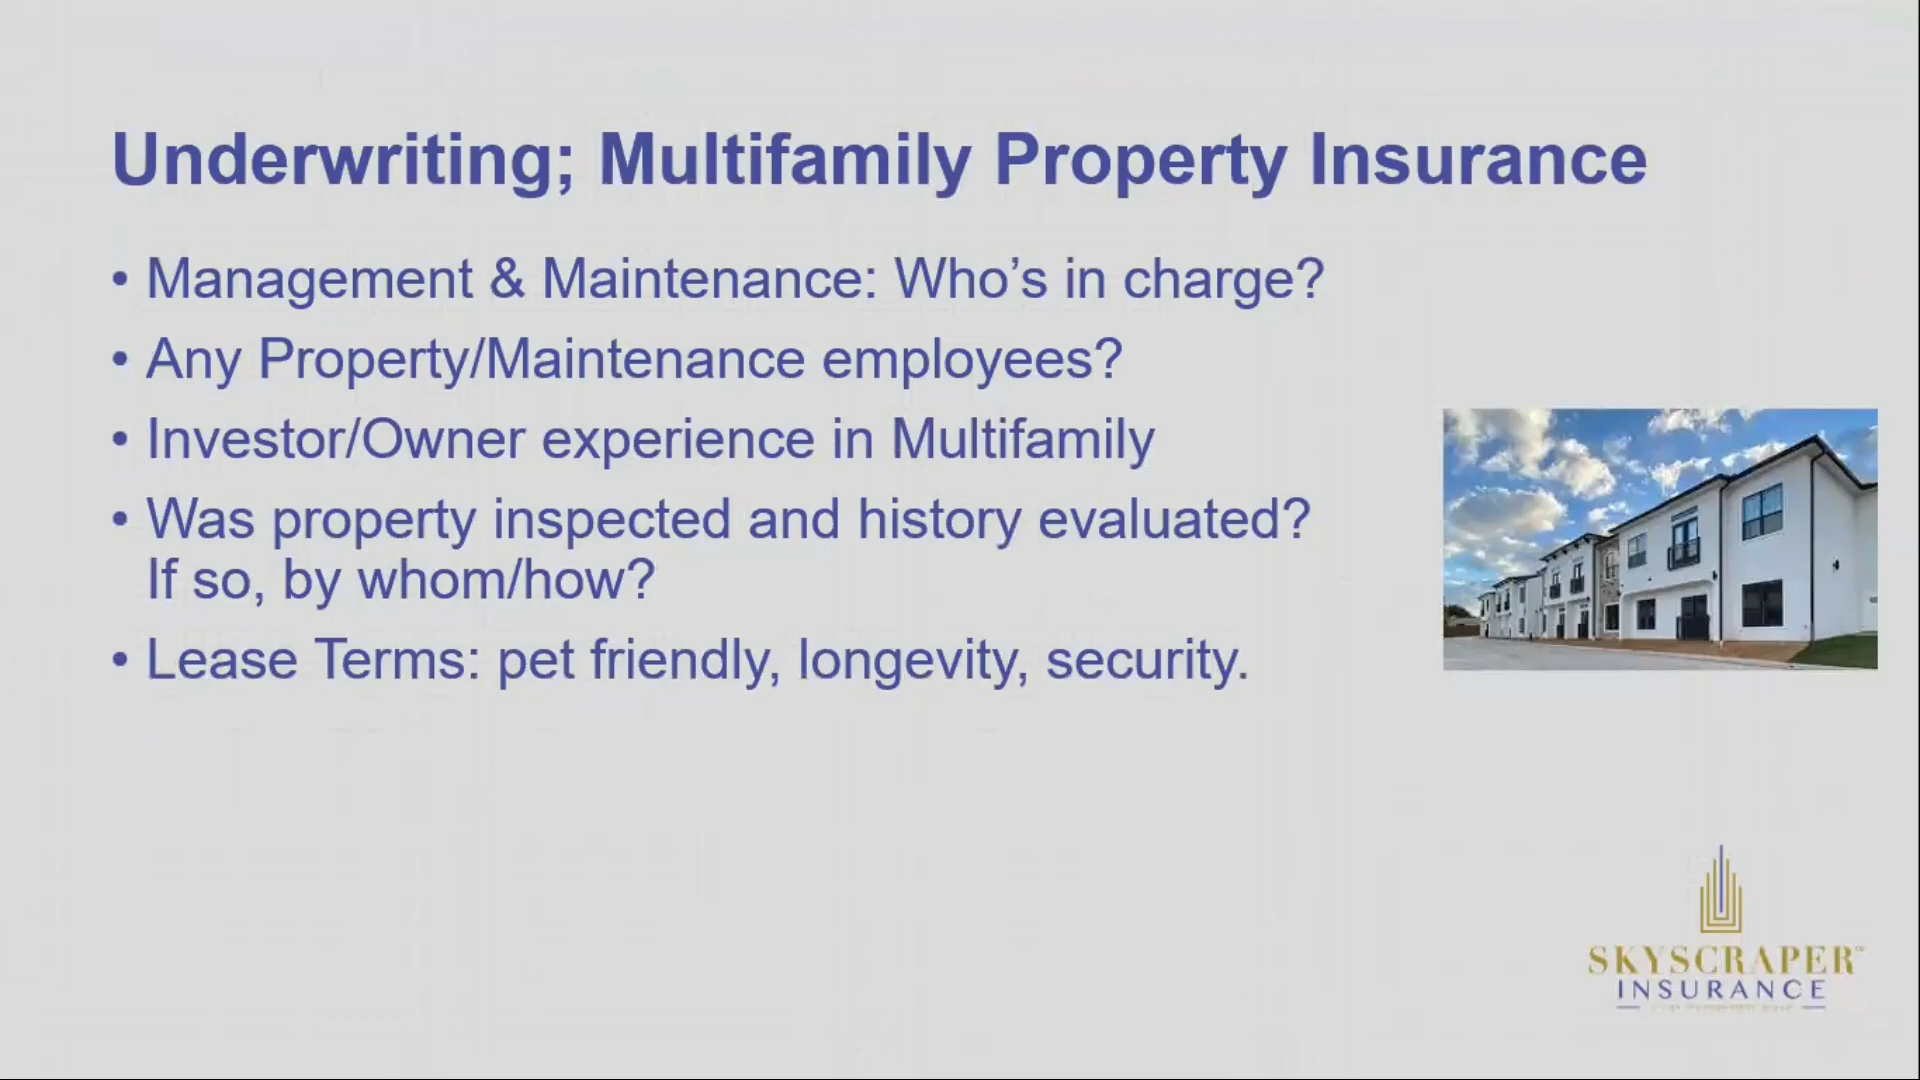 Underwriting; Multifamily Property Insurance
• Management & Maintenance: Who’s in charge?
• Any Property/Maintenance employees?
• Investor/Owner experience in Multifamily
• Was property inspected and history evaluated?
If so, by whom/how?
• Lease Terms: pet friendly, longevity, security.
SKYSCRAPER™
INSURANCE